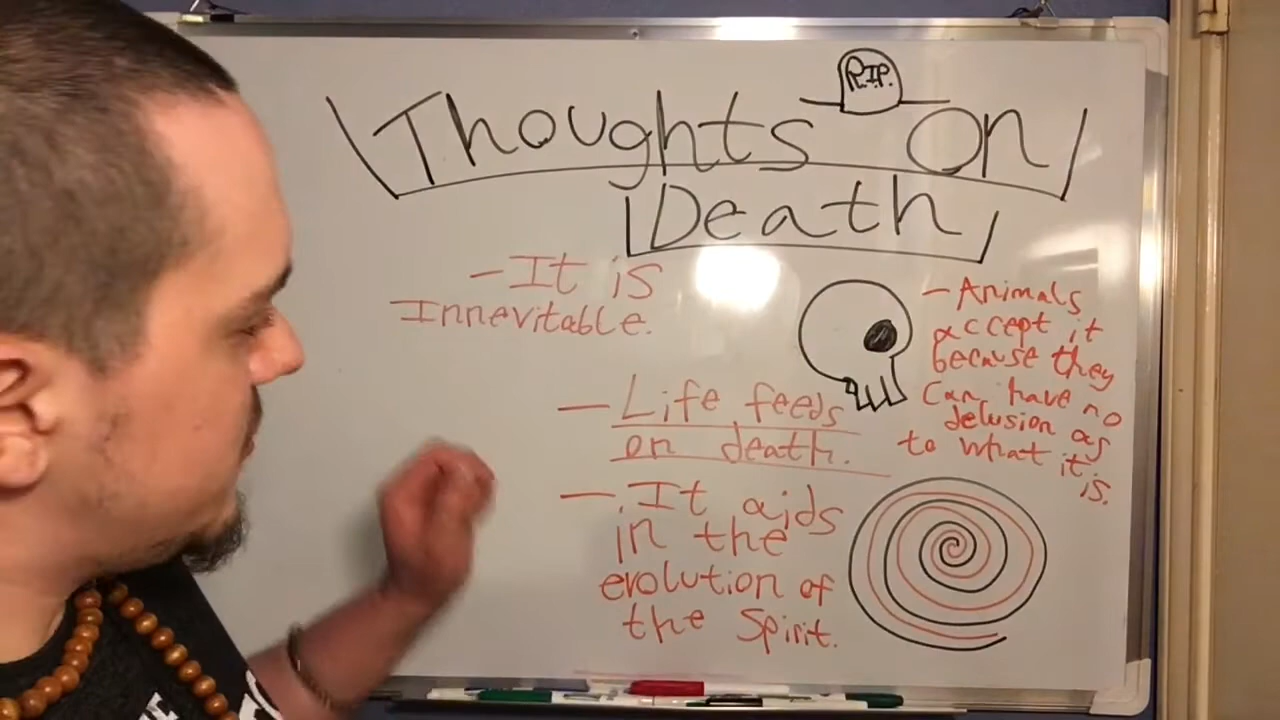 R.I.P.
Thoughts On
Death
- It is
Innevitable.
- Life feeds
on death.
- It aids
in the
evolution of
the Spirit.
- Animals
accept it
because they
Can have no
delusion as
to what it
is.